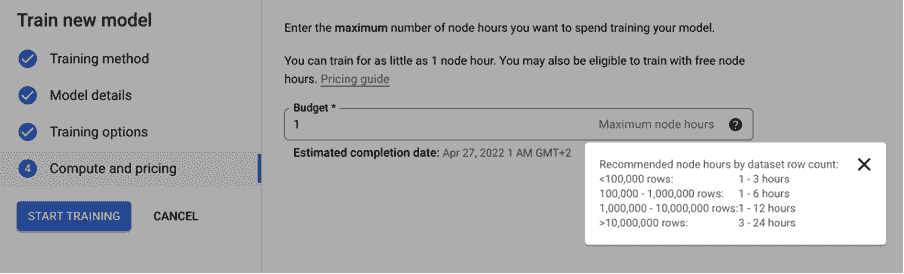 Train new model
Training method
Model details
Training options
4 Compute and pricing
START TRAINING CANCEL
Enter the maximum number of node hours you want to spend training your model.
You can train for as little as 1 node hour. You may also be eligible to train with free node
hours. Pricing guide
Budget *
1 Maximum node hours ?
Estimated completion date: Apr 27, 2022 1 AM GMT+2
Recommended node hours by dataset row count:
<100,000 rows: 1 - 3 hours
100,000 - 1,000,000 rows: 1 - 6 hours
1,000,000 - 10,000,000 rows: 1 - 12 hours
>10,000,000 rows: 3 - 24 hours